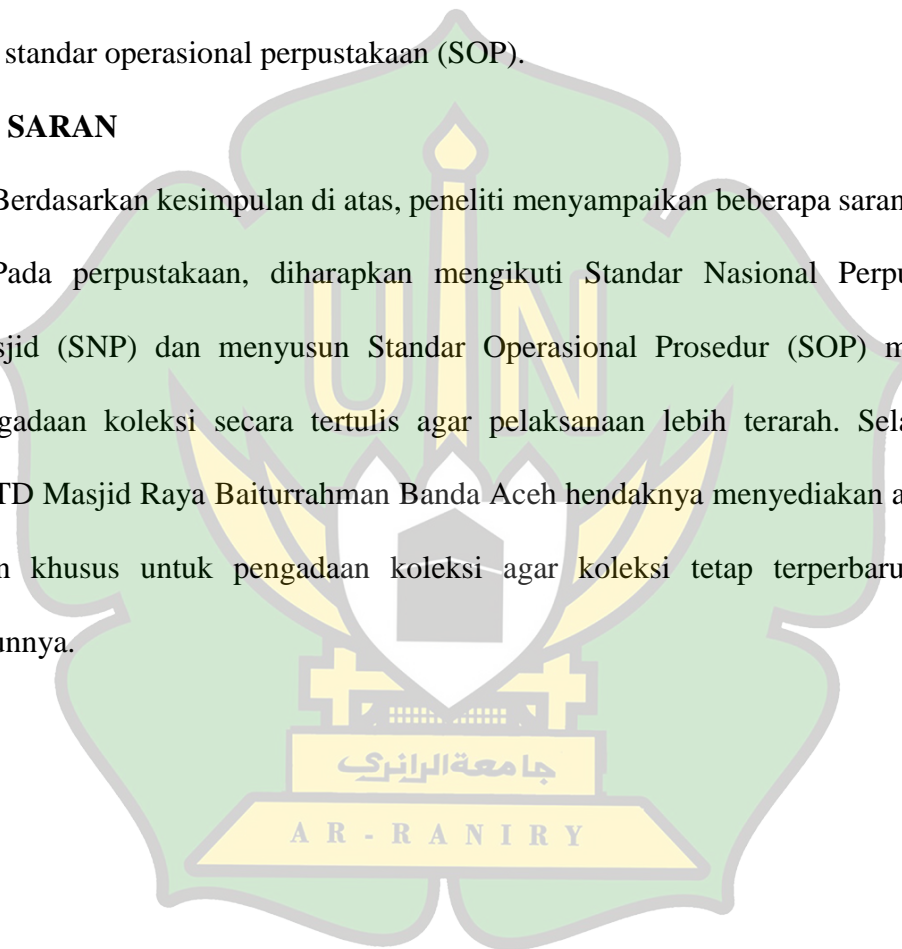 standar operasional perpustakaan (SOP).
SARAN
Berdasarkan kesimpulan di atas, peneliti menyampaikan beberapa saran
Pada perpustakaan, diharapkan mengikuti Standar Nasional Perpu
sjid (SNP) dan menyusun Standar Operasional Prosedur (SOP) m
gadaan koleksi secara tertulis agar pelaksanaan lebih terarah. Sela
TD Masjid Raya Baiturrahman Banda Aceh hendaknya menyediakan a
n khusus untuk pengadaan koleksi agar koleksi tetap terperbaru
unnya.
UIN
جامعةالرانري
AR-RANIRY